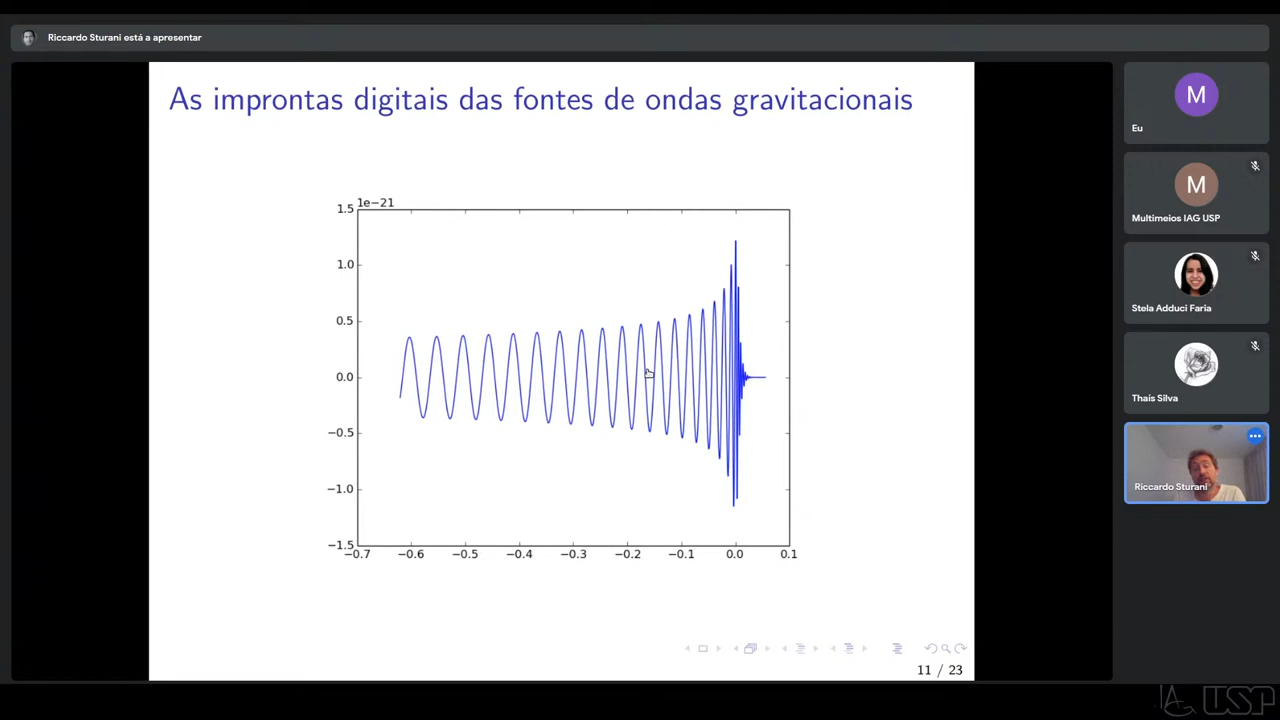 Riccardo Sturani está a apresentar
As improntas digitais das fontes de ondas gravitacionais
1e−21
1.5
1.0
0.5
0.0
−0.5
−1.0
−1.5
−0.7 −0.6 −0.5 −0.4 −0.3 −0.2 −0.1 0.0 0.1
11 / 23
M
Eu
M
Multimeios IAG USP
Stela Adduci Faria
Thaís Silva
Riccardo Sturani
USP